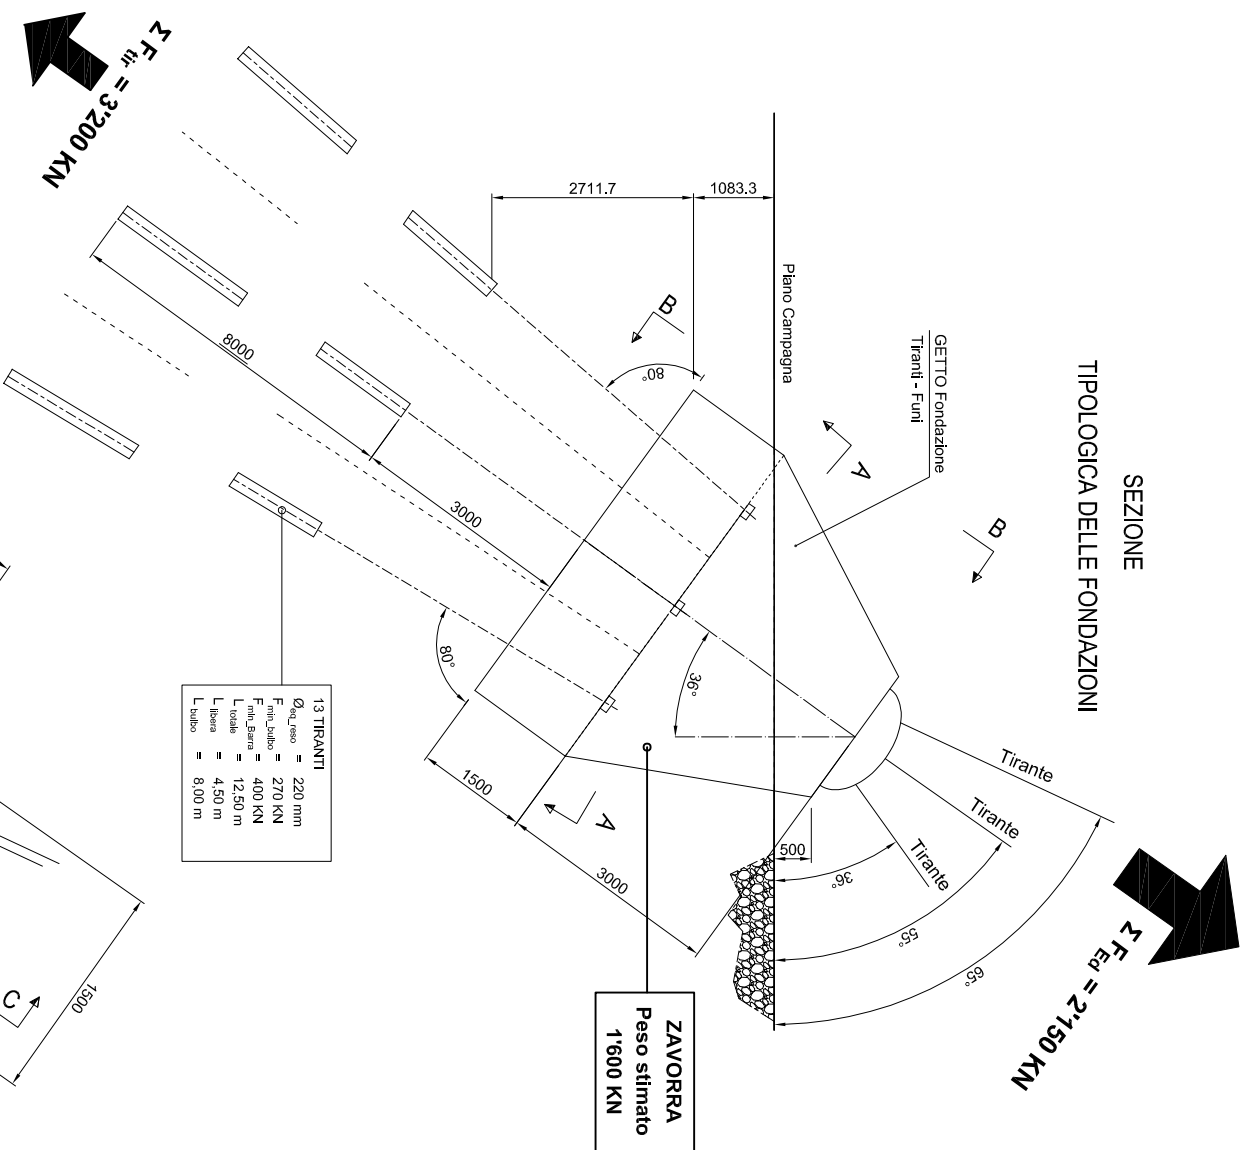 SEZIONE
TIPOLOGICA DELLE FONDAZIONI
GETTO Fondazione
Tiranti - Funi
Piano Campagna
Σ F Ed = 2'150 KN
Σ F tir = 3'200 KN
Tirante
Tirante
Tirante
65°
55°
36°
500
36°
80°
80°
2711.7
1083.3
8000
3000
1500
3000
B
B
A
A
ZAVORRA
Peso stimato
1'600 KN
13 TIRANTI
Ø eq_reso = 220 mm
F min_bulbo = 270 KN
F min_Barra = 400 KN
L totale = 12,50 m
L libera = 4,50 m
L bulbo = 8,00 m
1500
C